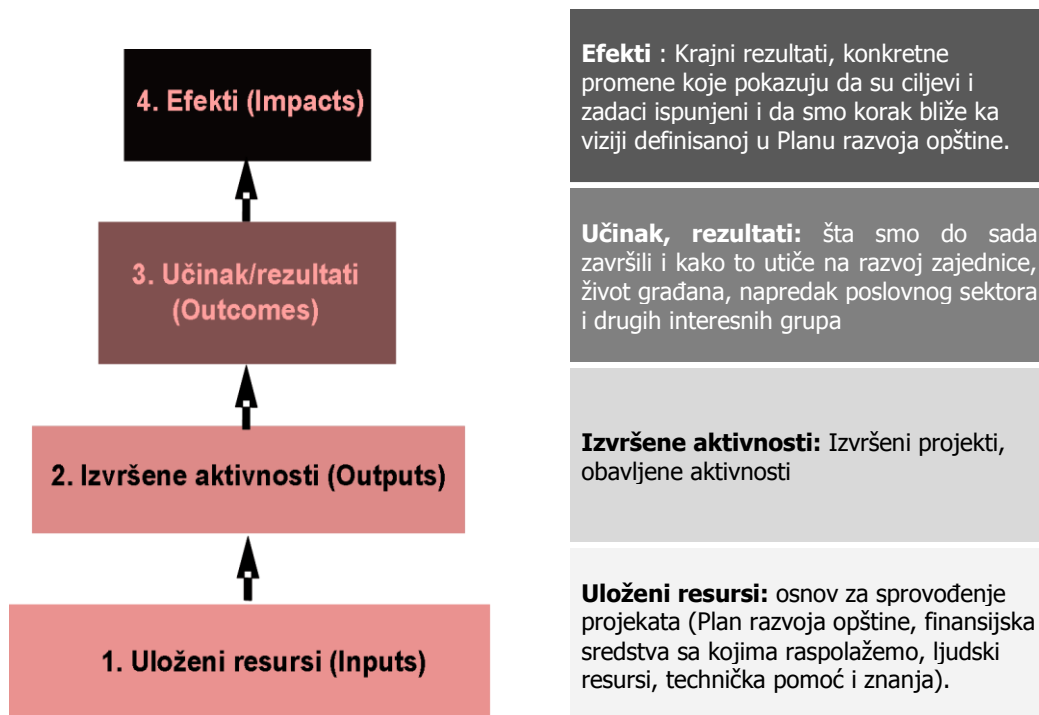 4. Efekti (Impacts)
3. Učinak/rezultati
(Outcomes)
2. Izvršene aktivnosti (Outputs)
1. Uloženi resursi (Inputs)
Efekti : Krajni rezultati, konkretne
promene koje pokazuju da su ciljevi i
zadaci ispunjeni i da smo korak bliže ka
viziji definisanoj u Planu razvoja opštine.
Učinak, rezultati: šta smo do sada
završili i kako to utiče na razvoj zajednice,
život građana, napredak poslovnog sektora
i drugih interesnih grupa
Izvršene aktivnosti: Izvršeni projekti,
obavljene aktivnosti
Uloženi resursi: osnov za sprovođenje
projekata (Plan razvoja opštine, finansijska
sredstva sa kojima raspolažemo, ljudski
resursi, technička pomoć i znanja).